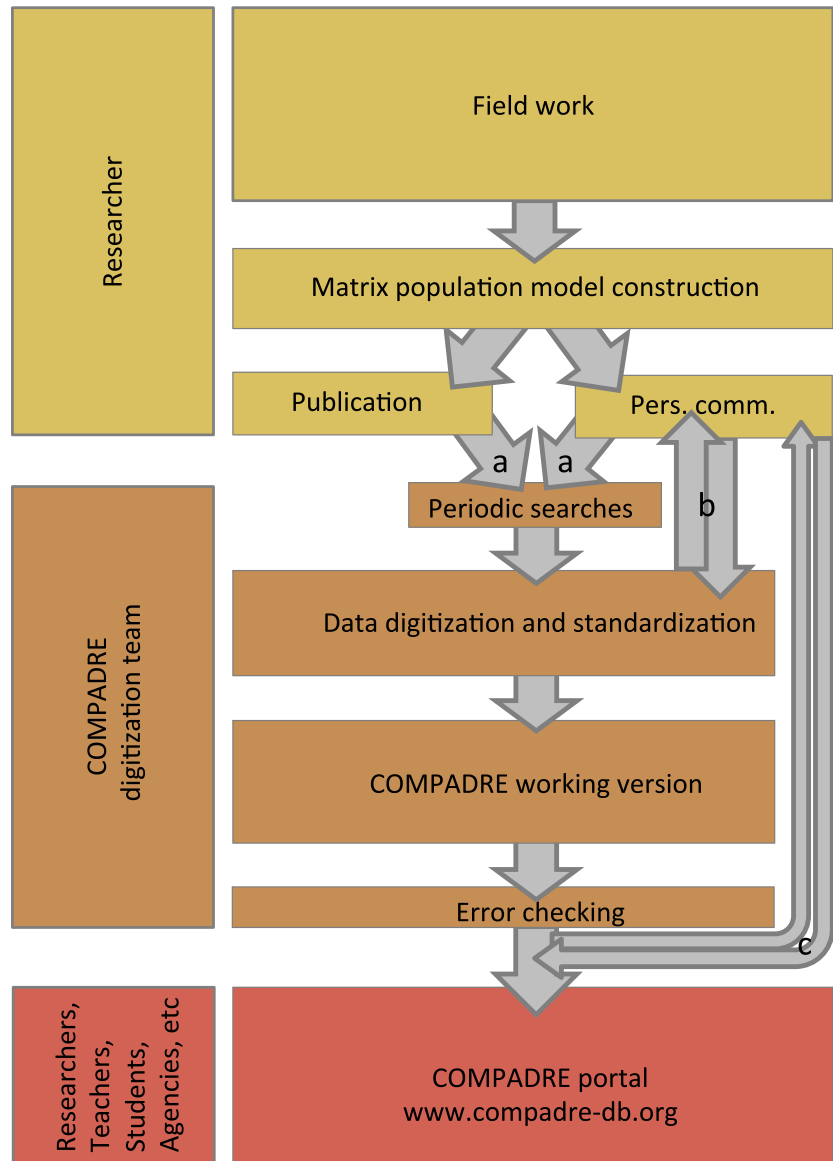 Researcher
Field work
Matrix population model construction
Publication
Pers. comm.
a
a
b
Periodic searches
COMPADRE
digitization team
Data digitization and standardization
COMPADRE working version
Error checking
c
Researchers,
Teachers,
Students,
Agencies, etc
COMPADRE portal
www.compadre-db.org